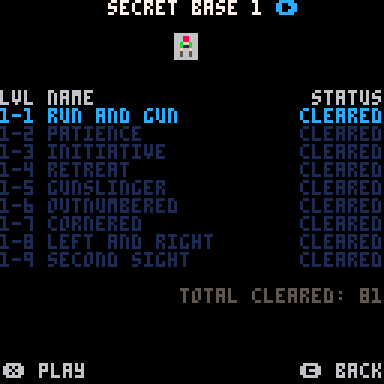 SECRET BASE 1
LVL NAME STATUS
1-1 RUN AND GUN CLEARED
1-2 PATIENCE CLEARED
1-3 INITIATIVE CLEARED
1-4 RETREAT CLEARED
1-5 GUNSLINGER CLEARED
1-6 OUTNUMBERED CLEARED
1-7 CORNERED CLEARED
1-8 LEFT AND RIGHT CLEARED
1-9 SECOND SIGHT CLEARED
TOTAL CLEARED: 81
X PLAY C BACK